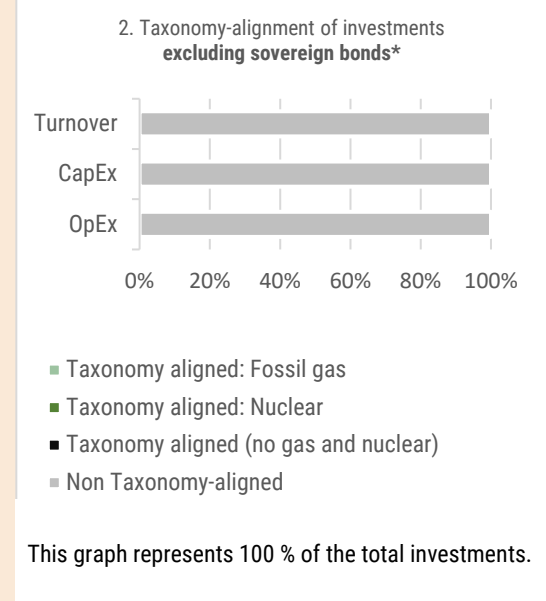 2. Taxonomy-alignment of investments
excluding sovereign bonds*
Turnover
CapEx
OpEx
0% 20% 40% 60% 80% 100%
Taxonomy aligned: Fossil gas
Taxonomy aligned: Nuclear
Taxonomy aligned (no gas and nuclear)
Non Taxonomy-aligned
This graph represents 100 % of the total investments.